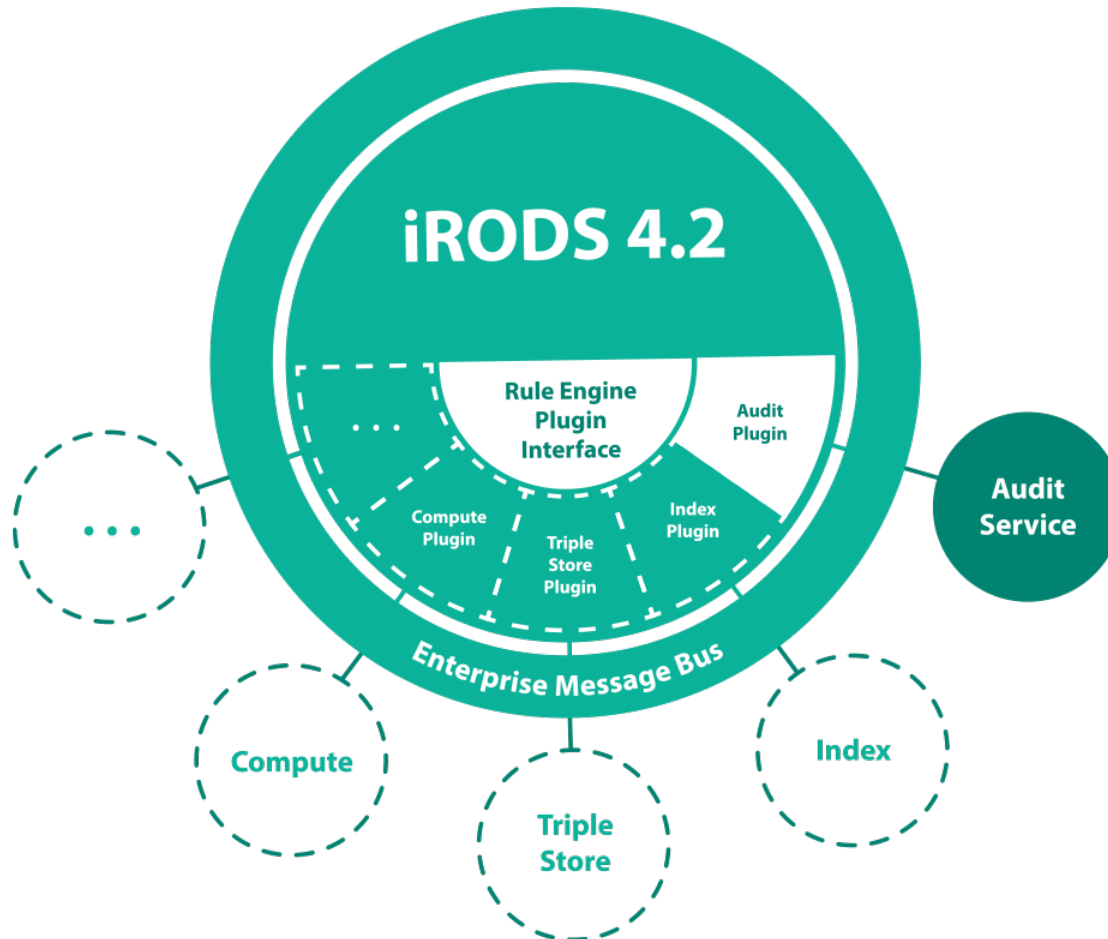 iRODS 4.2
Rule Engine
Plugin
Interface
Audit
Plugin
...
Compute
Plugin
Triple
Store
Plugin
Index
Plugin
Enterprise Message Bus
...
Compute
Triple
Store
Index
Audit
Service